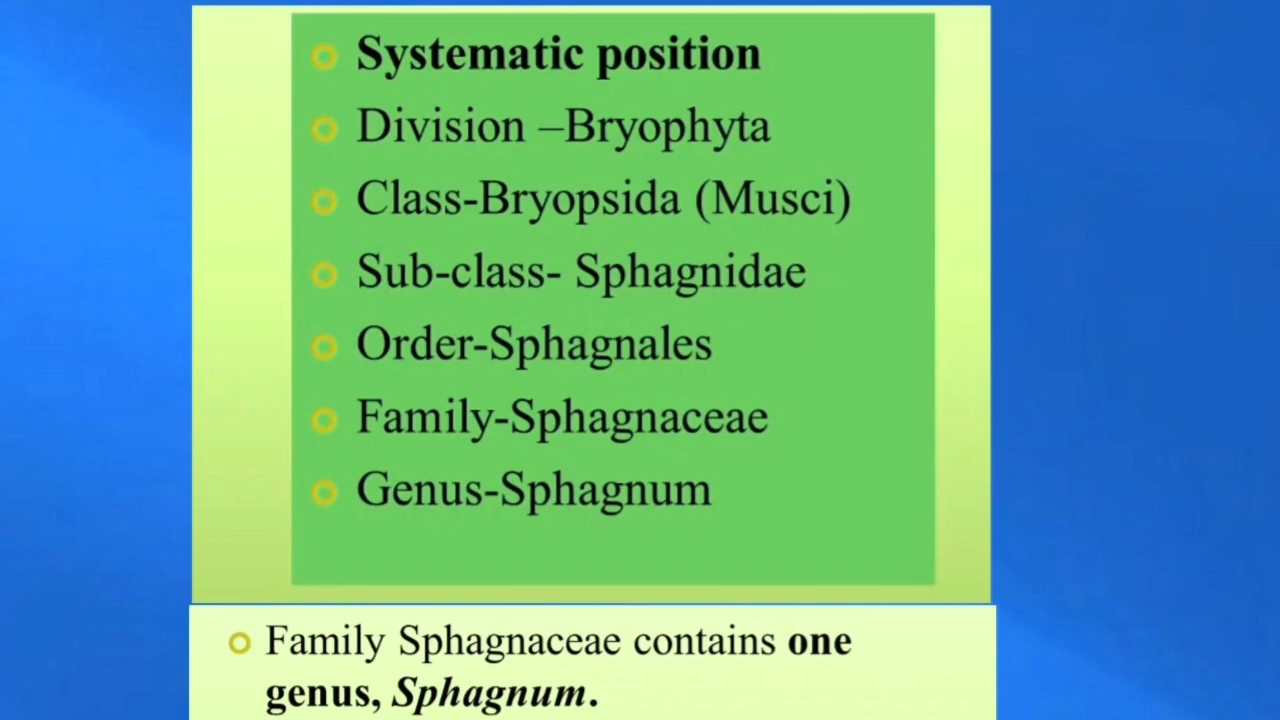 Systematic position
Division –Bryophyta
Class-Bryopsida (Musci)
Sub-class- Sphagnidae
Order-Sphagnales
Family-Sphagnaceae
Genus-Sphagnum
Family Sphagnaceae contains one
genus, Sphagnum.